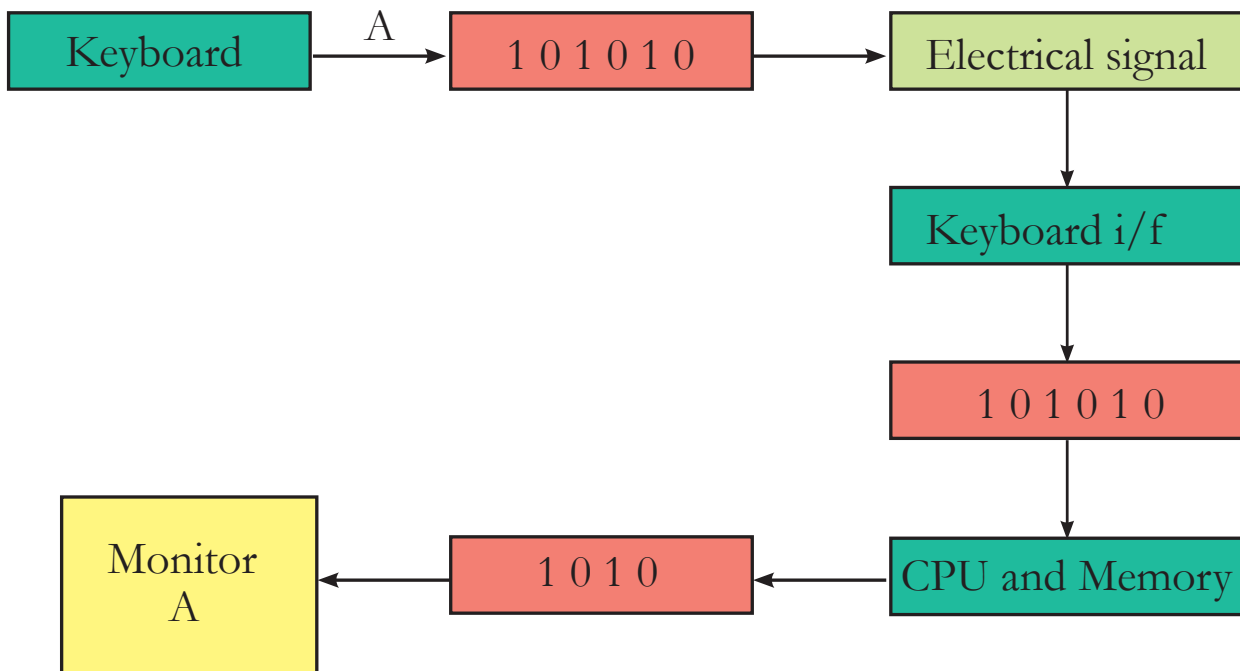 Keyboard
A
1 0 1 0 1 0
Electrical signal
Keyboard i/f
1 0 1 0 1 0
CPU and Memory
1 0 1 0
Monitor
A